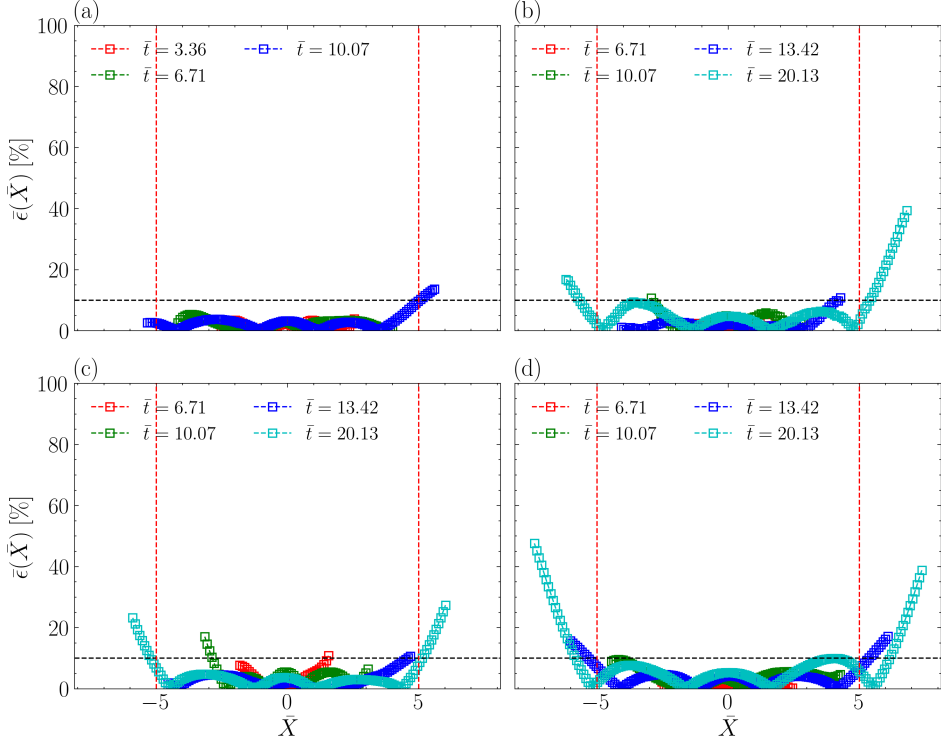 (a) (b)
100 80 60 40 20 0
ε̄(X̄) [%]
t̄ = 3.36 t̄ = 10.07
t̄ = 6.71
t̄ = 6.71 t̄ = 13.42
t̄ = 10.07 t̄ = 20.13
(c) (d)
100 80 60 40 20 0
ε̄(X̄) [%]
t̄ = 6.71 t̄ = 13.42
t̄ = 10.07 t̄ = 20.13
t̄ = 6.71 t̄ = 13.42
t̄ = 10.07 t̄ = 20.13
−5 0 5 −5 0 5
X̄ X̄